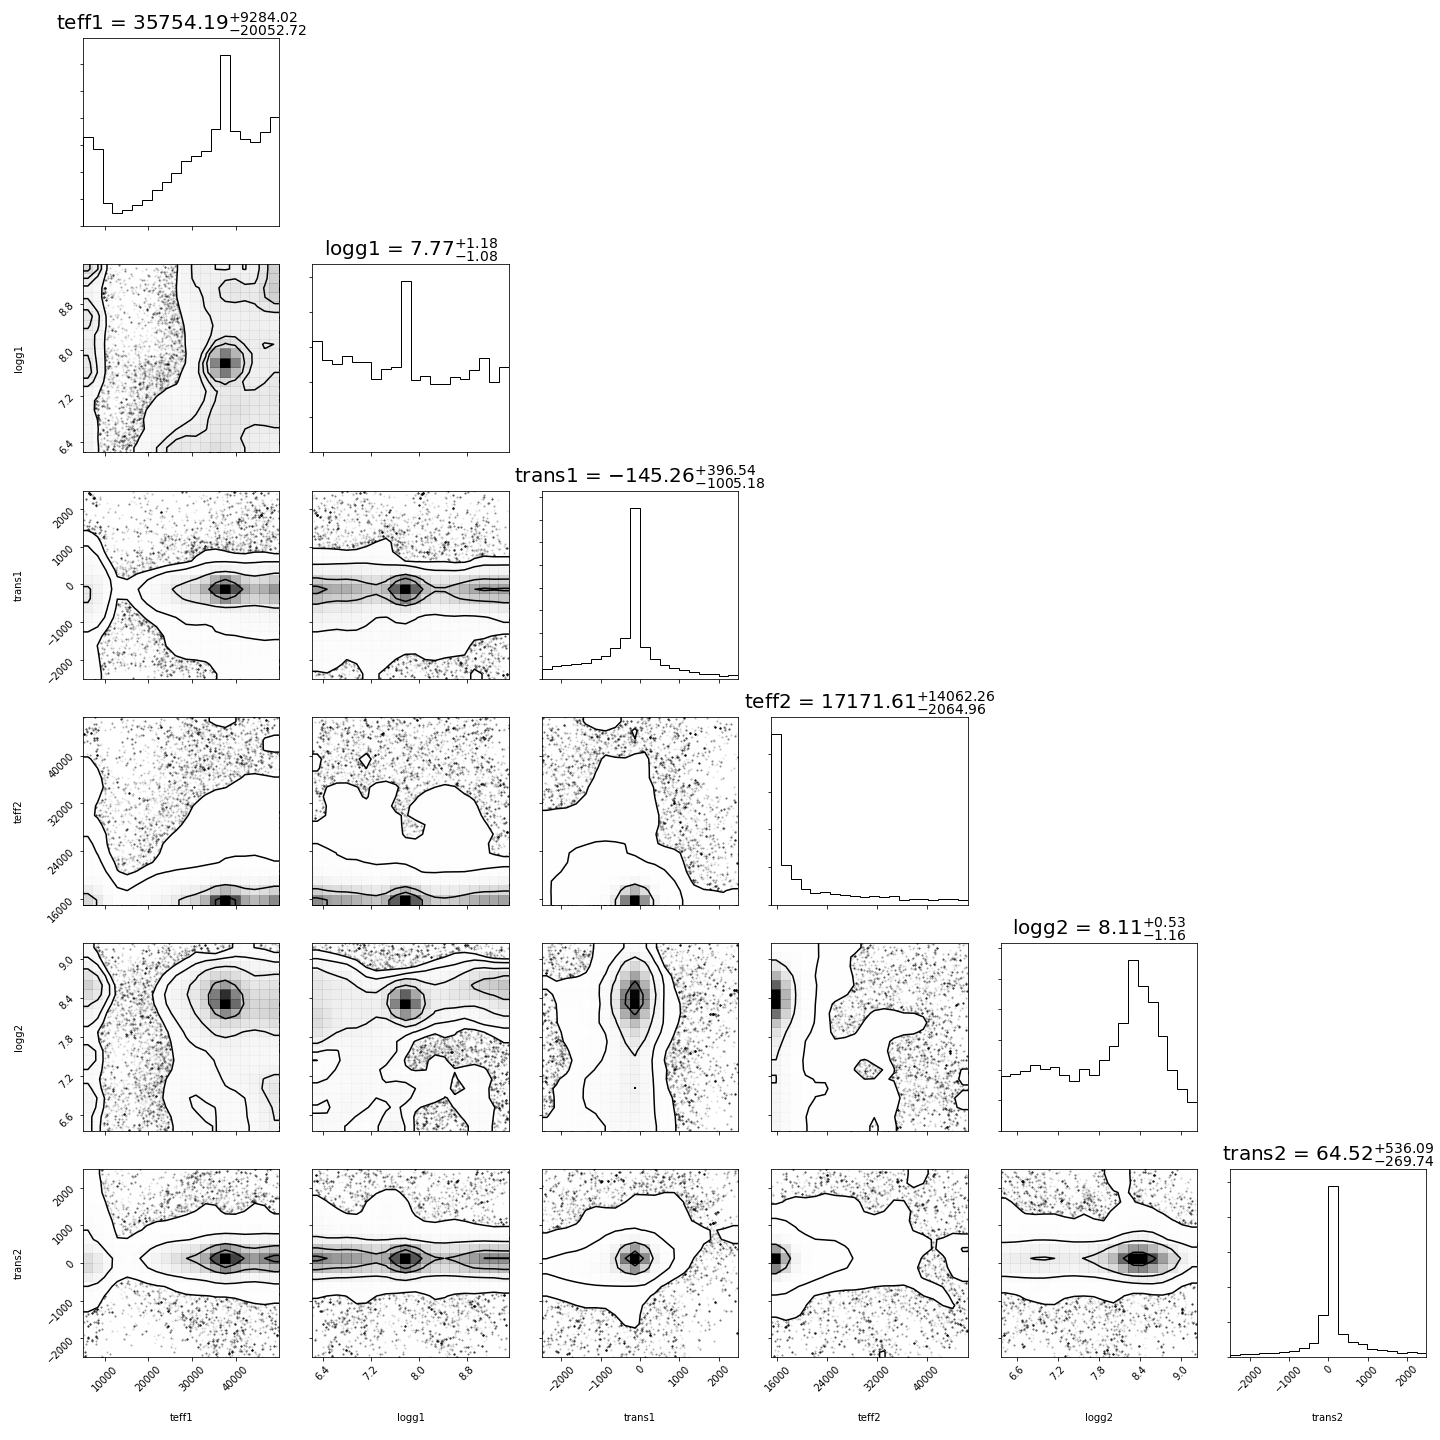 teff1 = 35754.19+9284.02−20052.72
logg1 = 7.77+1.18−1.08
8.8
8.0
7.2
6.4
logg1
trans1 = −145.26+396.54−1005.18
2000
1000
0
−1000
−2000
trans1
teff2 = 17171.61+14062.26−2064.96
40000
32000
24000
16000
teff2
logg2 = 8.11+0.53−1.16
9.0
8.4
7.8
7.2
6.6
logg2
trans2 = 64.52+536.09−269.74
2000
1000
0
−1000
−2000
trans2
10000 20000 30000 40000 6.4 7.2 8.0 8.8 −2000 −1000 0 1000 2000 16000 24000 32000 40000 6.6 7.2 7.8 8.4 9.0 −2000 −1000 0 1000 2000
teff1 logg1 trans1 teff2 logg2 trans2